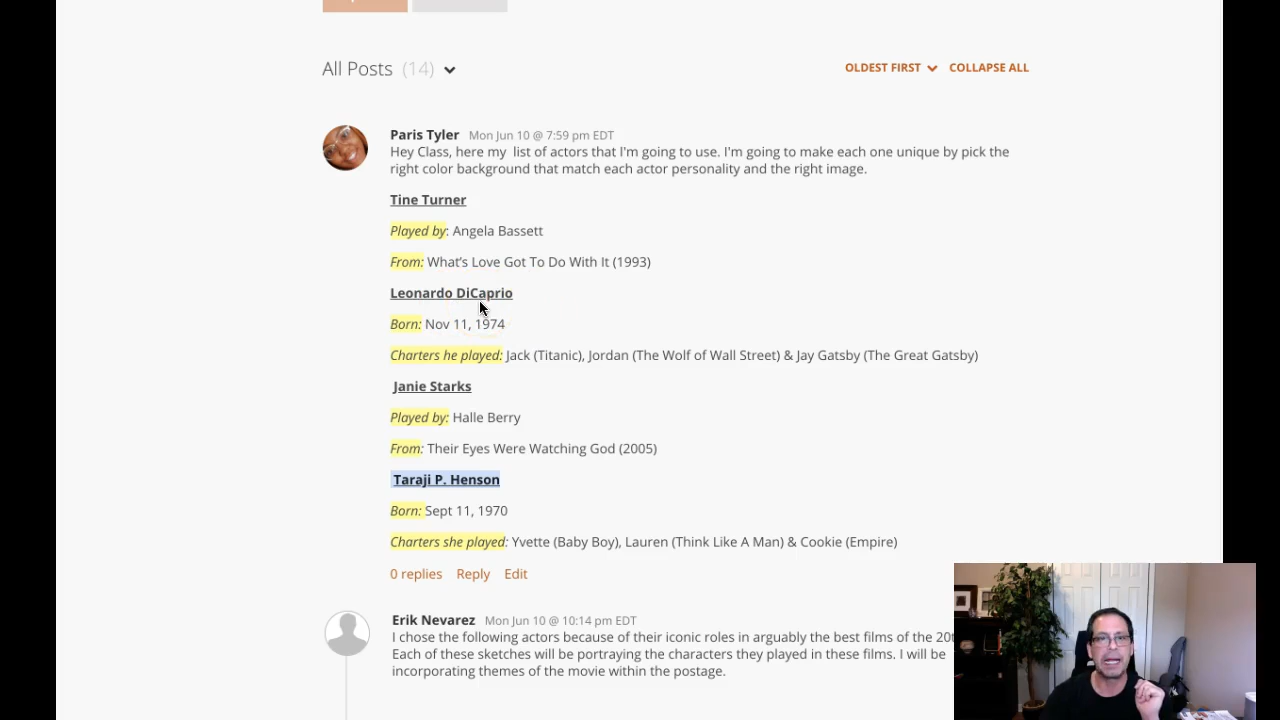 All Posts (14)
OLDEST FIRST COLLAPSE ALL
Paris Tyler Mon Jun 10 @ 7:59 pm EDT
Hey Class, here my list of actors that I'm going to use. I'm going to make each one unique by pick the
right color background that match each actor personality and the right image.
Tine Turner
Played by: Angela Bassett
From: What's Love Got To Do With It (1993)
Leonardo DiCaprio
Born: Nov 11, 1974
Charters he played: Jack (Titanic), Jordan (The Wolf of Wall Street) & Jay Gatsby (The Great Gatsby)
Janie Starks
Played by: Halle Berry
From: Their Eyes Were Watching God (2005)
Taraji P. Henson
Born: Sept 11, 1970
Charters she played: Yvette (Baby Boy), Lauren (Think Like A Man) & Cookie (Empire)
0 replies Reply Edit
Erik Nevarez Mon Jun 10 @ 10:14 pm EDT
I chose the following actors because of their iconic roles in arguably the best films of the
Each of these sketches will be portraying the characters they played in these films. I will be
incorporating themes of the movie within the postage.